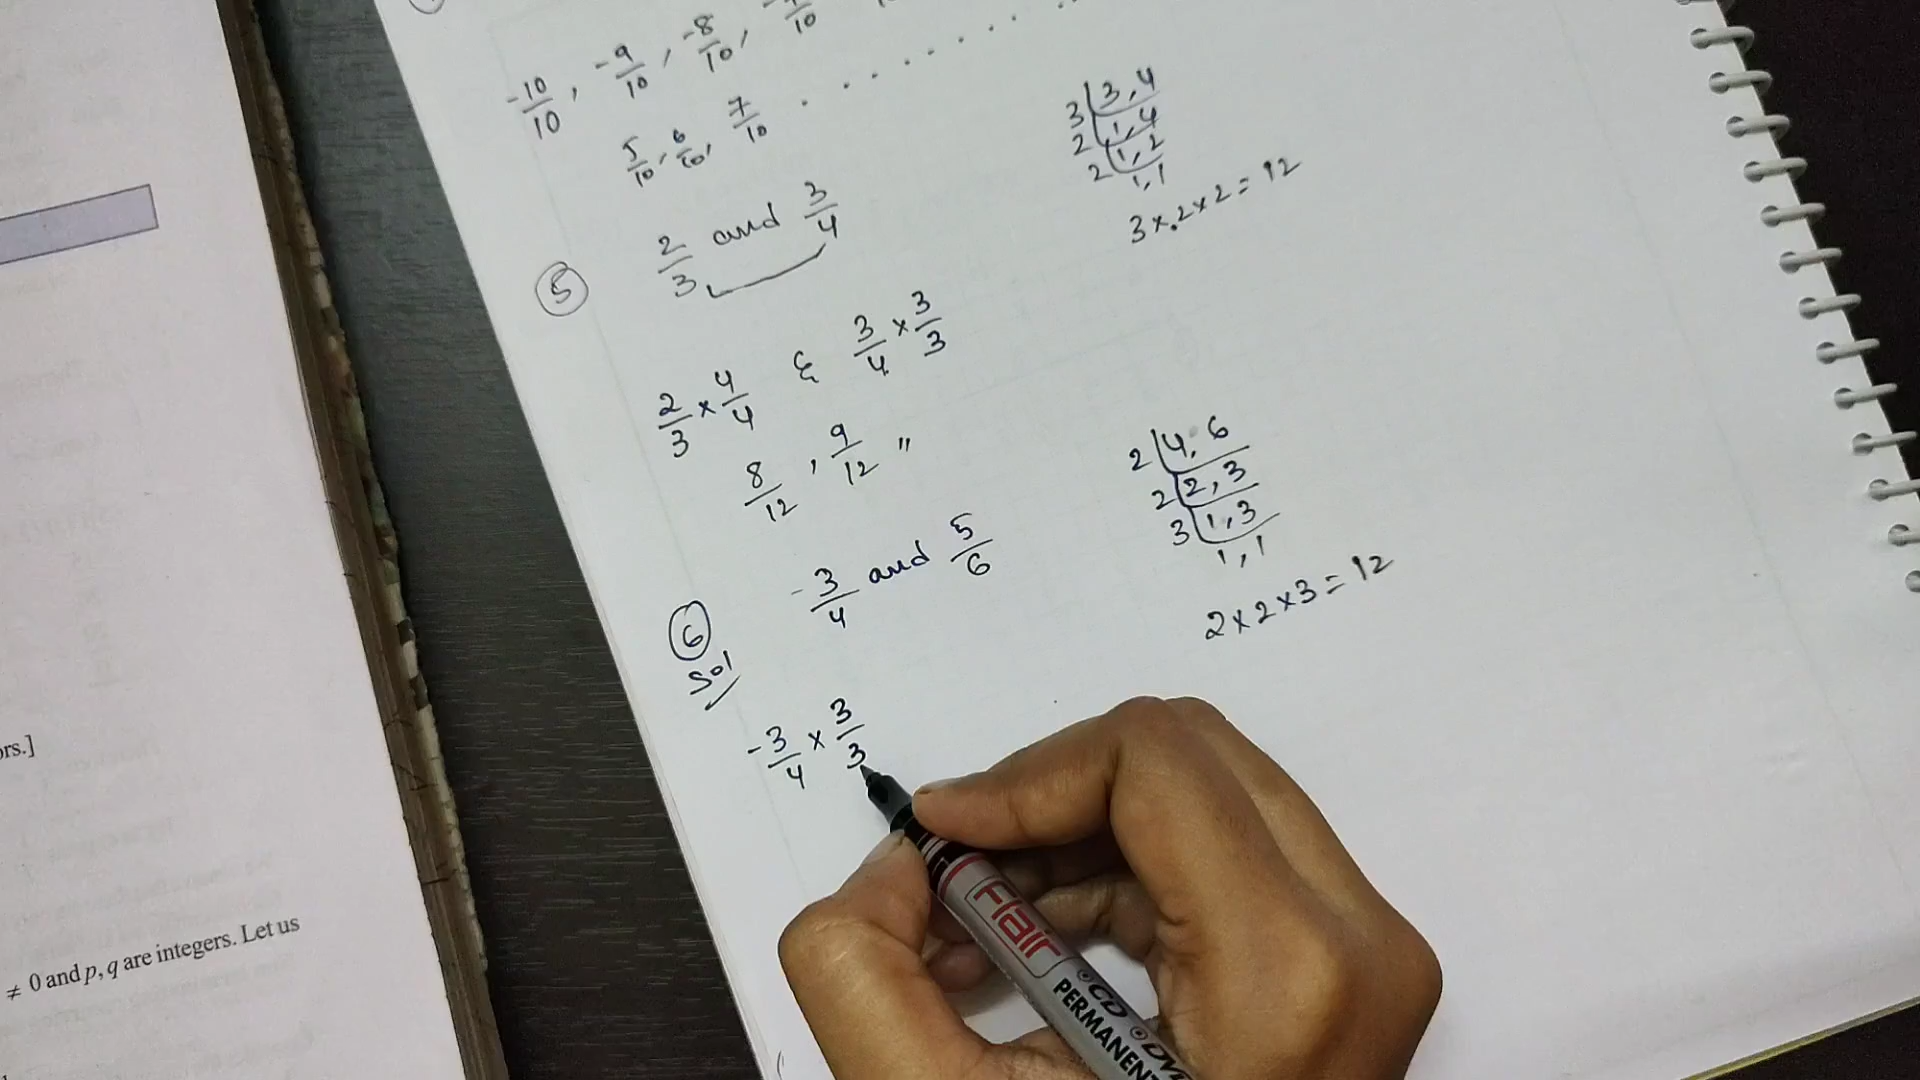 -10/10, -9/10, -8/10, -7/10
5/10, 6/10, 7/10 . . . . . . . . .
3 | 3, 4
2 | 1, 4
2 | 1, 2
1, 1
3 x 2 x 2 = 12
5
2/3 and 3/4
2/3 x 4/4 & 3/4 x 3/3
8/12, 9/12 "
6
-3/4 and 5/6
2 | 4, 6
2 | 2, 3
3 | 1, 3
1, 1
2 x 2 x 3 = 12
Sol
-3/4 x 3/3
Flair
CD DV
PERMANENT
ors.]
≠ 0 and p, q are integers. Let us